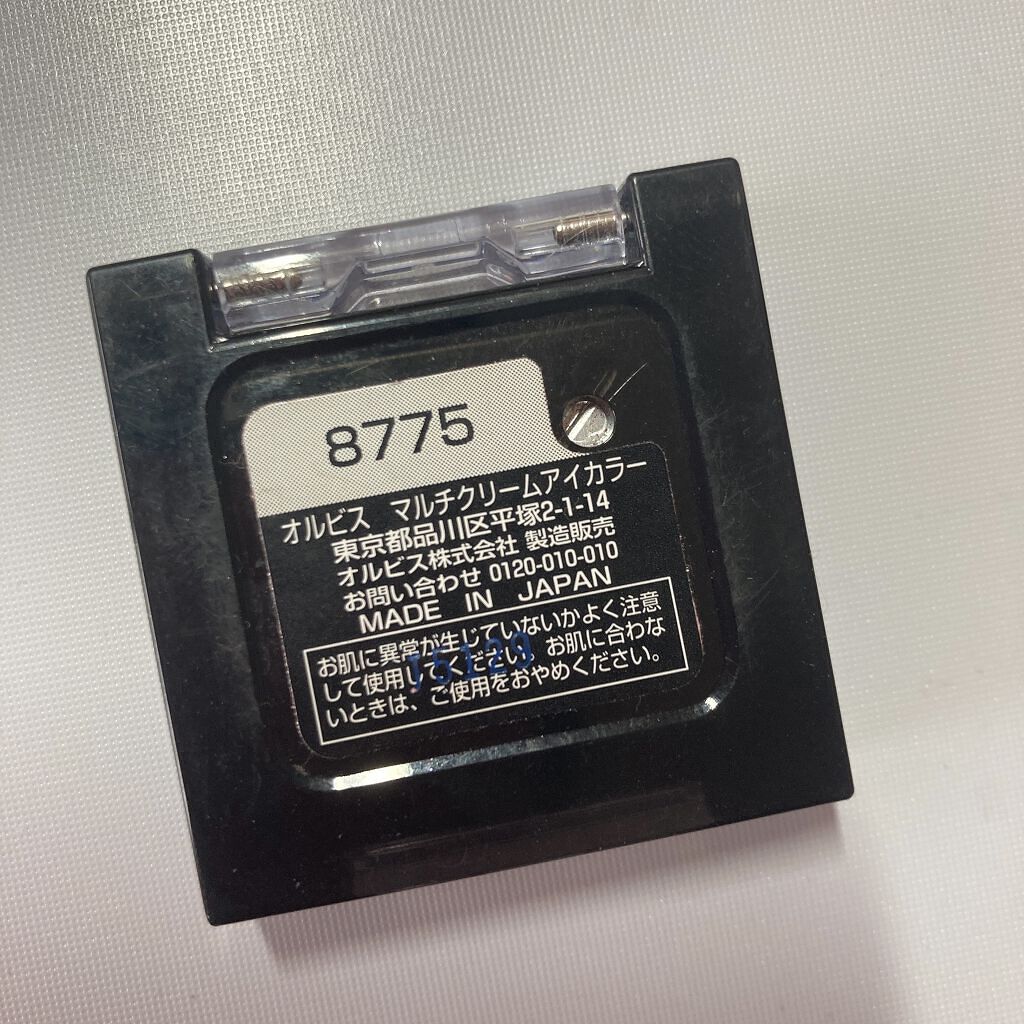 8775
オルビス マルチクリームアイカラー
東京都品川区平塚2-1-14
オルビス株式会社 製造販売
お問い合わせ 0120-010-010
MADE IN JAPAN
お肌に異常が生じていないかよく注意
して使用してください。お肌に合わな
いときは、ご使用をおやめください。